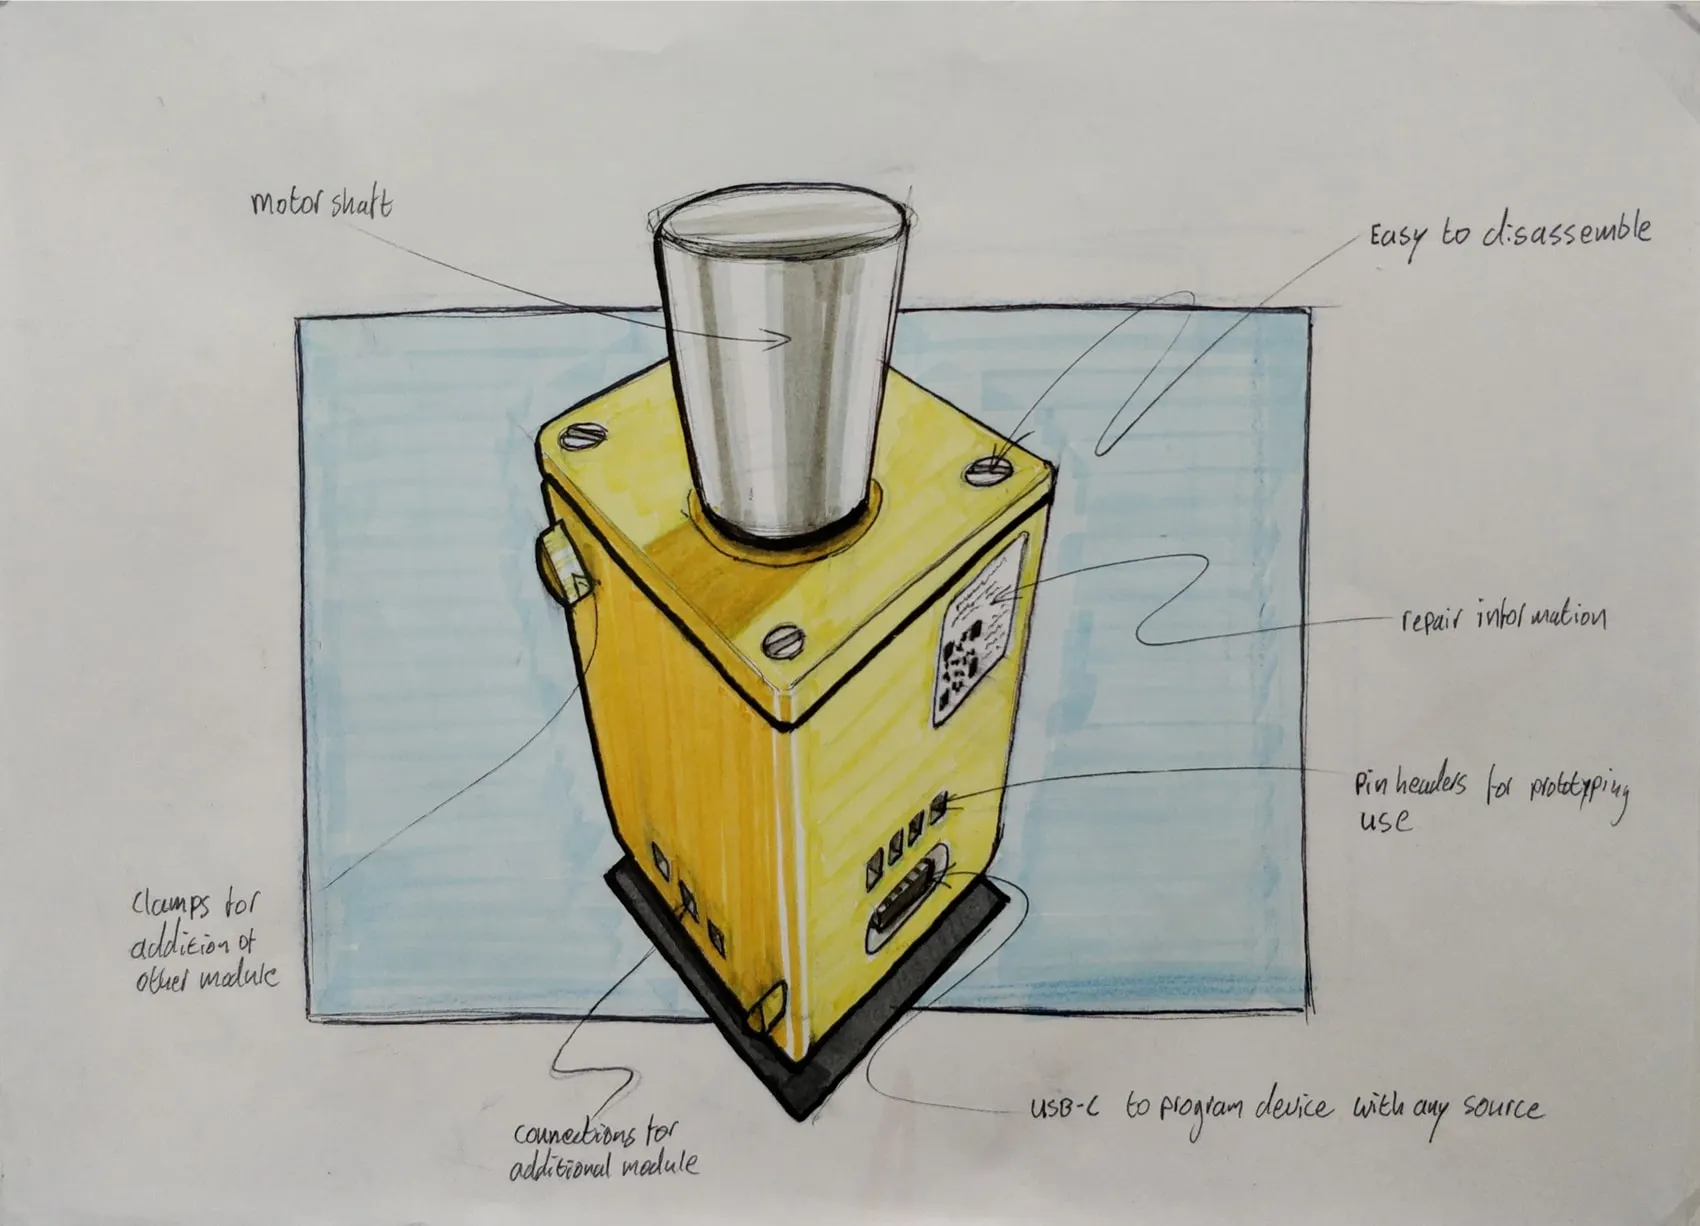 motor shaft
Easy to disassemble
repair information
Pin headers for prototyping
use
Clamps for
addition of
other module
connections for
additional module
USB-C to program device with any source